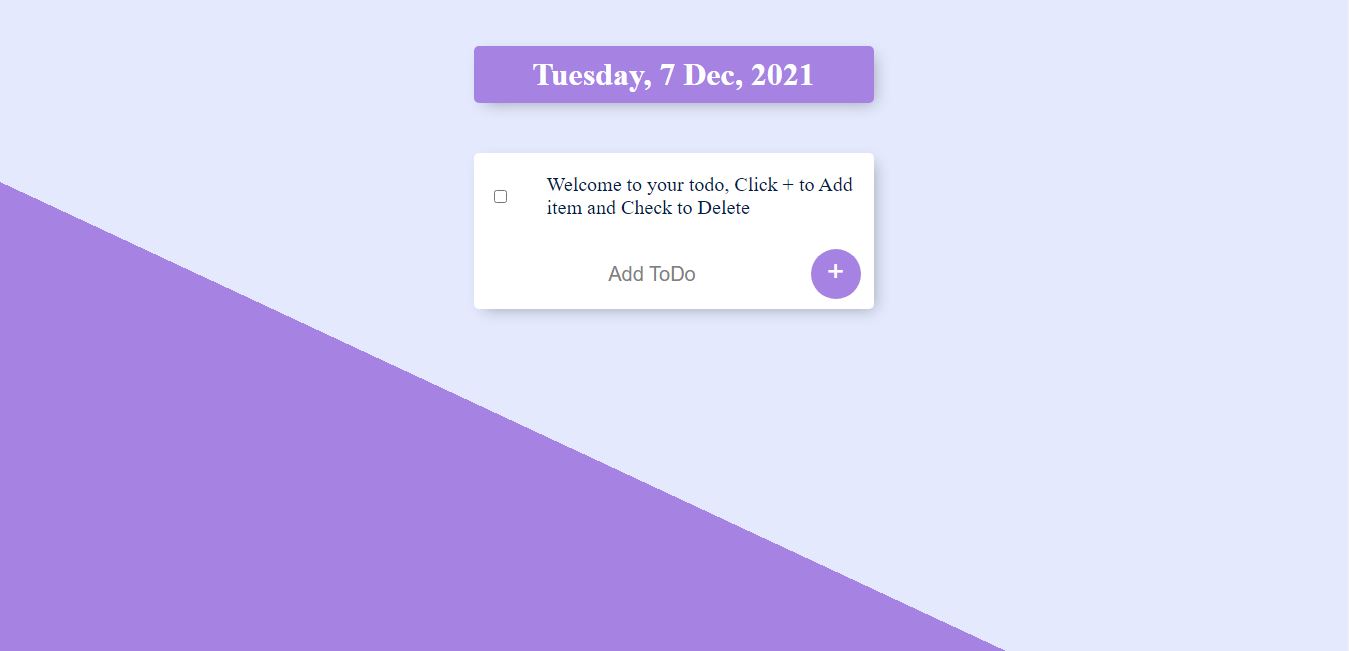 Tuesday, 7 Dec, 2021
Welcome to your todo, Click + to Add
item and Check to Delete
Add ToDo
+